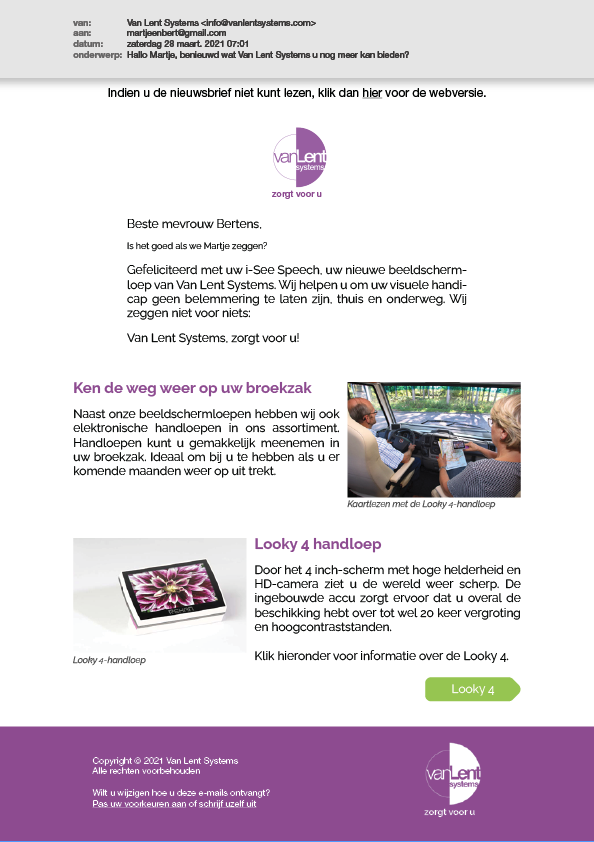 van: Van Lent Systems <info@vanlentsystems.com>
aan: martjeenbert@gmail.com
datum: zaterdag 28 maart. 2021 07:01
onderwerp: Hallo Martje, benieuwd wat Van Lent Systems u nog meer kan bieden?
Indien u de nieuwsbrief niet kunt lezen, klik dan hier voor de webversie.
vanLent
systems
zorgt voor u
Beste mevrouw Bertens,
Is het goed als we Martje zeggen?
Gefeliciteerd met uw i-See Speech, uw nieuwe beeldscherm-
loep van Van Lent Systems. Wij helpen u om uw visuele handi-
cap geen belemmering te laten zijn, thuis en onderweg. Wij
zeggen niet voor niets:
Van Lent Systems, zorgt voor u!
Ken de weg weer op uw broekzak
Naast onze beeldschermloepen hebben wij ook
elektronische handloepen in ons assortiment.
Handloepen kunt u gemakkelijk meenemen in
uw broekzak. Ideaal om bij u te hebben als u er
komende maanden weer op uit trekt.
Kaartlezen met de Looky 4-handloep
Looky 4 handloep
Door het 4 inch-scherm met hoge helderheid en
HD-camera ziet u de wereld weer scherp. De
ingebouwde accu zorgt ervoor dat u overal de
beschikking hebt over tot wel 20 keer vergroting
en hoogcontraststanden.
Looky 4-handloep
Klik hieronder voor informatie over de Looky 4.
Looky 4
Copyright © 2021 Van Lent Systems
Alle rechten voorbehouden
Wilt u wijzigen hoe u deze e-mails ontvangt?
Pas uw voorkeuren aan of schrijf uzelf uit
vanLent
systems
zorgt voor u